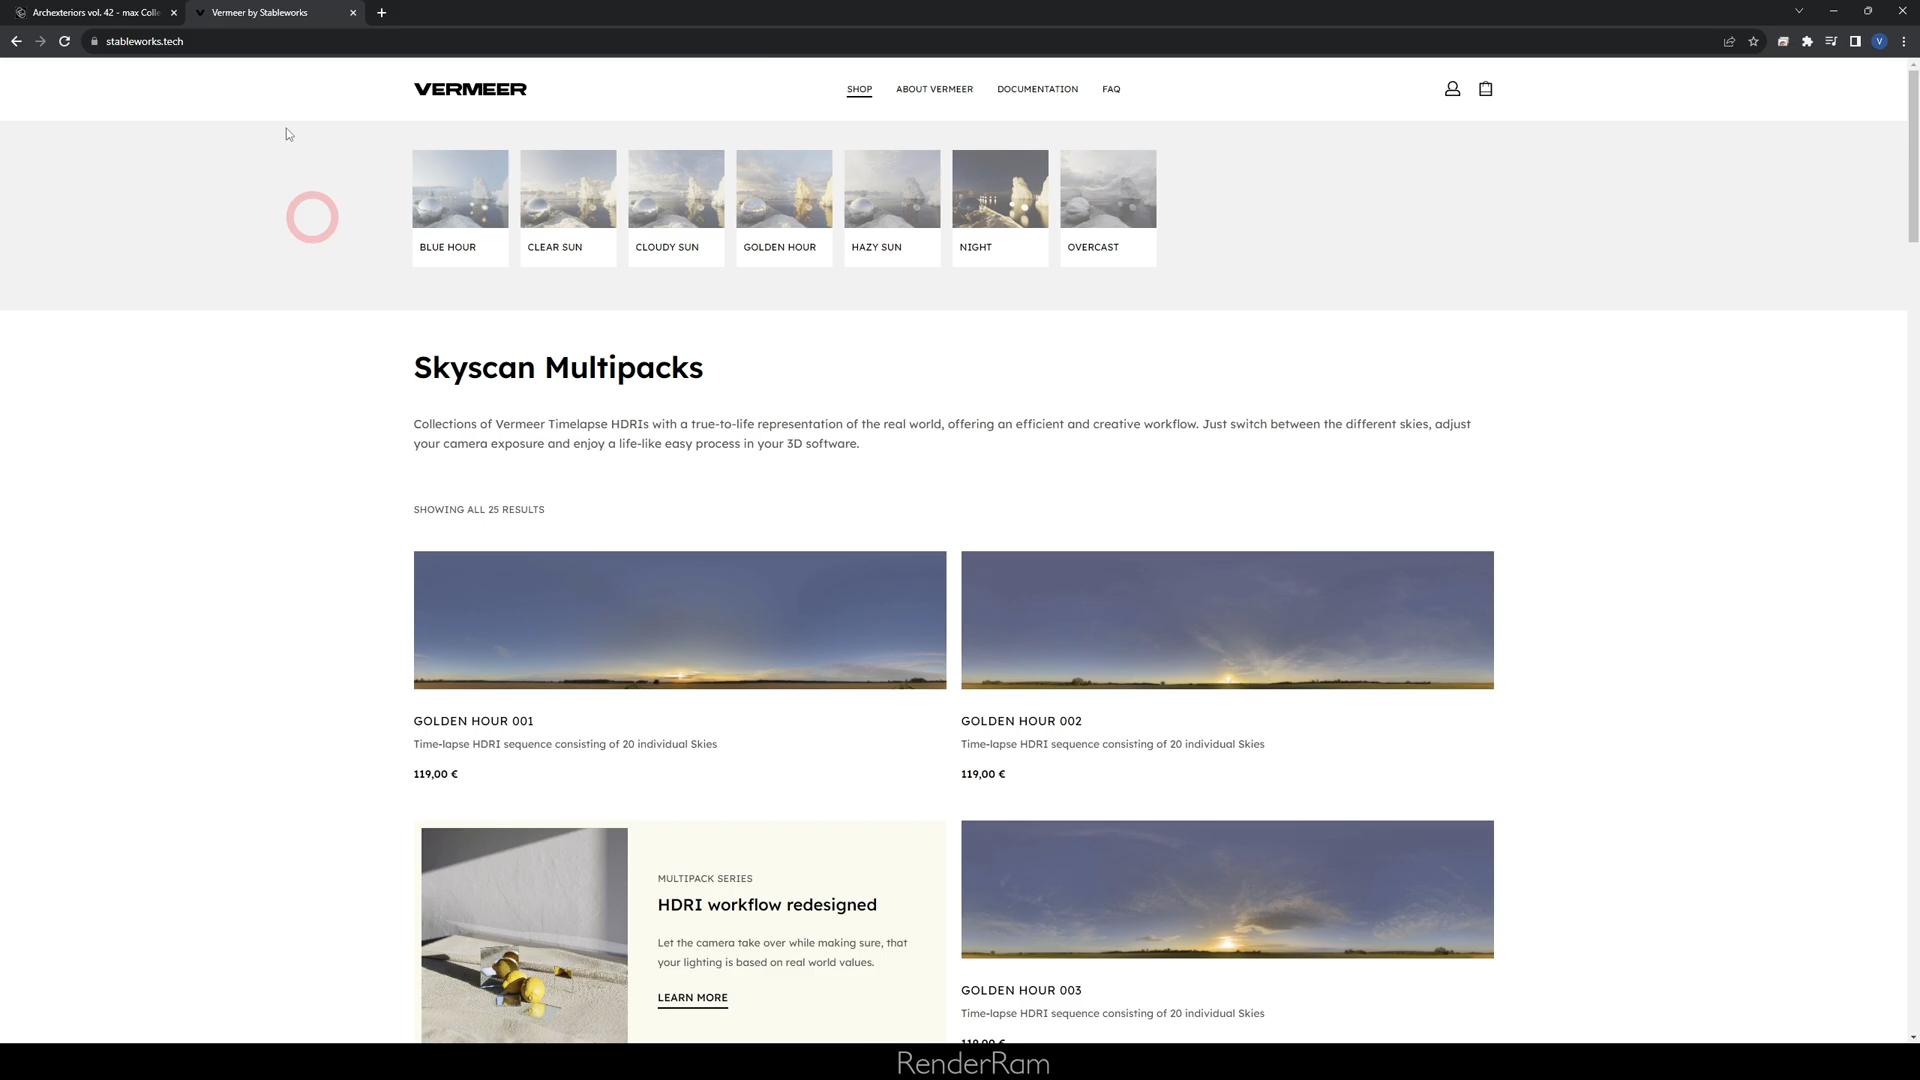 Archexteriors vol. 42 - max Colle
Vermeer by Stableworks
stableworks.tech
V
VERMEER
SHOP
ABOUT VERMEER
DOCUMENTATION
FAQ
BLUE HOUR
CLEAR SUN
CLOUDY SUN
GOLDEN HOUR
HAZY SUN
NIGHT
OVERCAST
Skyscan Multipacks
Collections of Vermeer Timelapse HDRIs with a true-to-life representation of the real world, offering an efficient and creative workflow. Just switch between the different skies, adjust
your camera exposure and enjoy a life-like easy process in your 3D software.
SHOWING ALL 25 RESULTS
GOLDEN HOUR 001
Time-lapse HDRI sequence consisting of 20 individual Skies
119,00 €
GOLDEN HOUR 002
Time-lapse HDRI sequence consisting of 20 individual Skies
119,00 €
MULTIPACK SERIES
HDRI workflow redesigned
Let the camera take over while making sure, that
your lighting is based on real world values.
LEARN MORE
GOLDEN HOUR 003
Time-lapse HDRI sequence consisting of 20 individual Skies
119,00 €
RenderRam